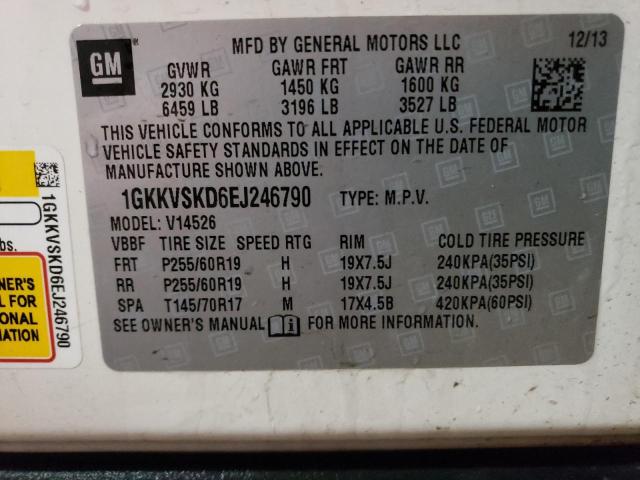 GM
MFD BY GENERAL MOTORS LLC
12/13
GVWR GAWR FRT GAWR RR
2930 KG 1450 KG 1600 KG
6459 LB 3196 LB 3527 LB
THIS VEHICLE CONFORMS TO ALL APPLICABLE U.S. FEDERAL MOTOR
VEHICLE SAFETY STANDARDS IN EFFECT ON THE DATE OF
MANUFACTURE SHOWN ABOVE.
1GKKVSKD6EJ246790 TYPE: M.P.V.
MODEL: V14526
VBBF TIRE SIZE SPEED RTG RIM COLD TIRE PRESSURE
FRT P255/60R19 H 19X7.5J 240KPA(35PSI)
RR P255/60R19 H 19X7.5J 240KPA(35PSI)
SPA T145/70R17 M 17X4.5B 420KPA(60PSI)
SEE OWNER'S MANUAL FOR MORE INFORMATION.
1GKKVSKD6EJ246790
bs.
NER'S
L FOR
IONAL
TION